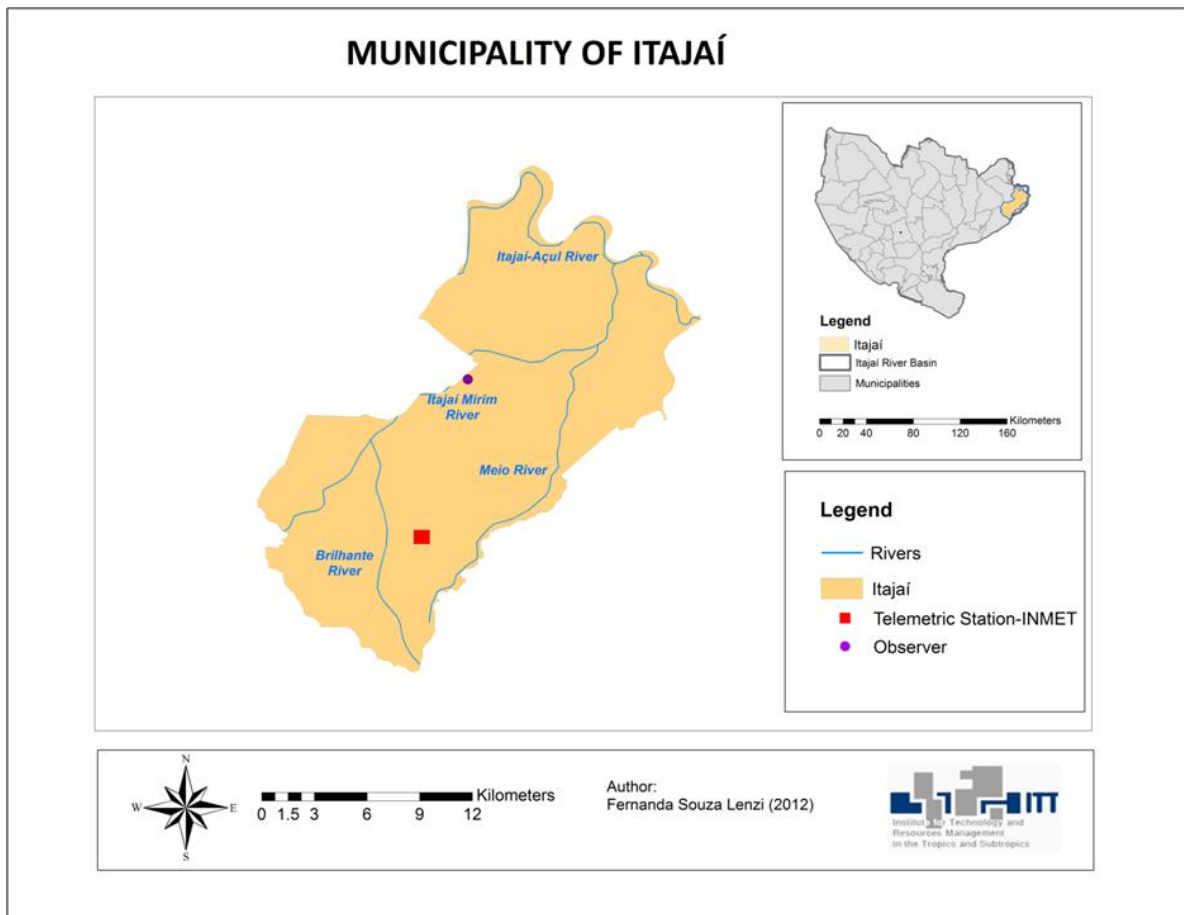 MUNICIPALITY OF ITAJAÍ
Itajaí-Açul River
Itajaí Mirim
River
Meio River
Brilhante
River
Legend
Itajaí
Itajaí River Basin
Municipalities
Kilometers
0 20 40 80 120 160
Legend
Rivers
Itajaí
Telemetric Station-INMET
Observer
N
W E
S
Kilometers
0 1.5 3 6 9 12
Author:
Fernanda Souza Lenzi (2012)
ITT
Institute for Technology and
Resources Management
in the Tropics and Subtropics